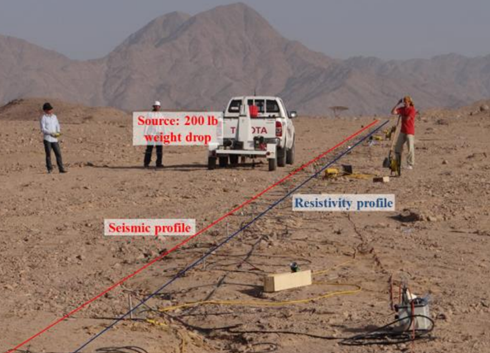 Source: 200 lb
weight drop
TOYOTA
Resistivity profile
Seismic profile